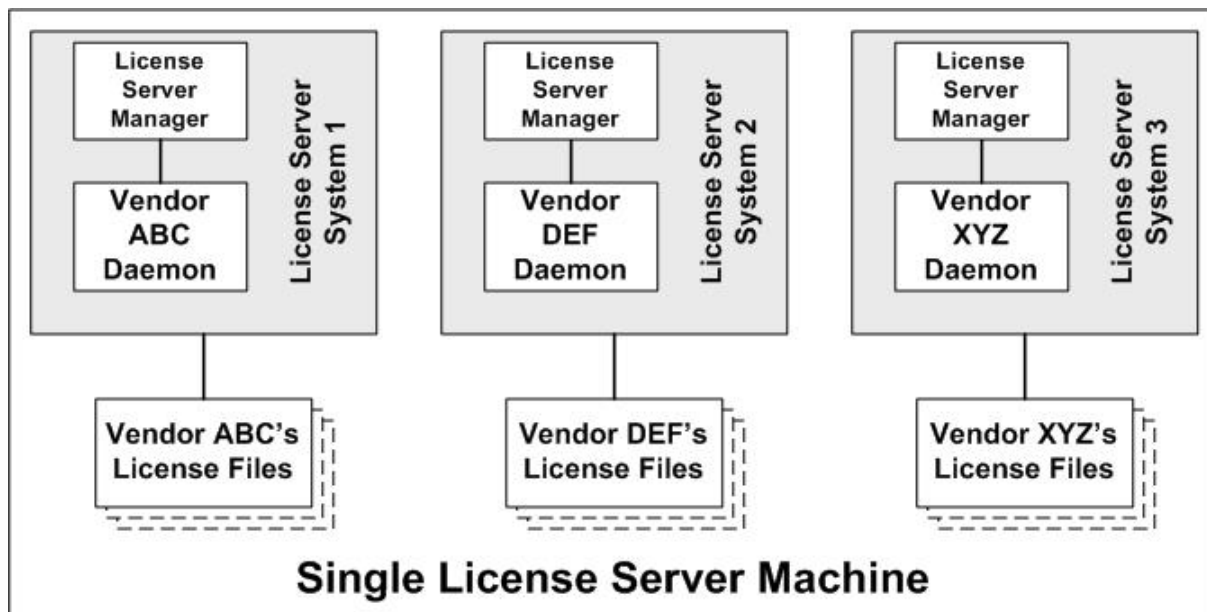 License
Server
Manager
Vendor
ABC
Daemon
License Server
System 1
Vendor ABC's
License Files
License
Server
Manager
Vendor
DEF
Daemon
License Server
System 2
Vendor DEF's
License Files
License
Server
Manager
Vendor
XYZ
Daemon
License Server
System 3
Vendor XYZ's
License Files
Single License Server Machine